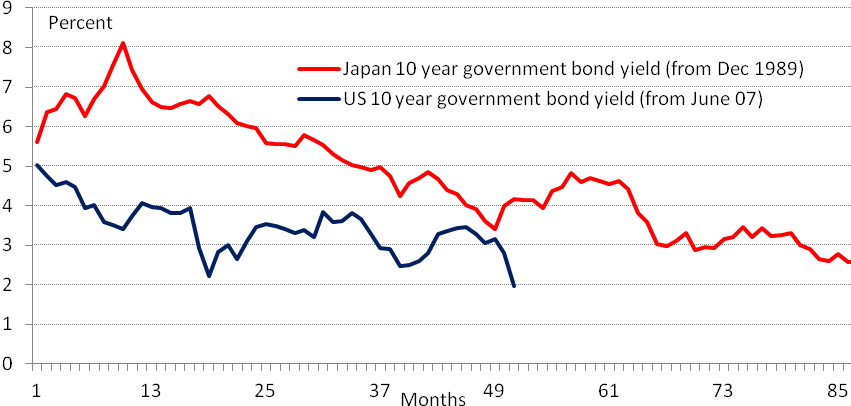 9
Percent
8
7
6
5
4
3
2
1
0
Japan 10 year government bond yield (from Dec 1989)
US 10 year government bond yield (from June 07)
1 13 25 37 49 61 73 85
Months